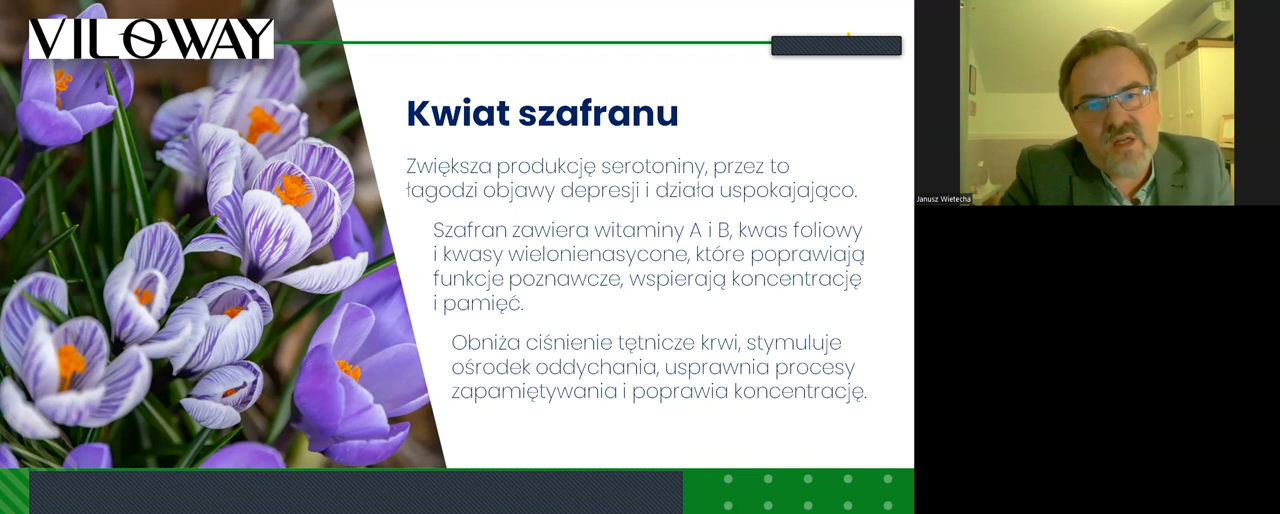 VILOWAY
Kwiat szafranu
Zwiększa produkcję serotoniny, przez to
łagodzi objawy depresji i działa uspokajająco.
Szafran zawiera witaminy A i B, kwas foliowy
i kwasy wielonienasycone, które poprawiają
funkcje poznawcze, wspierają koncentrację
i pamięć.
Obniża ciśnienie tętnicze krwi, stymuluje
ośrodek oddychania, usprawnia procesy
zapamiętywania i poprawia koncentrację.
Janusz Wietecha